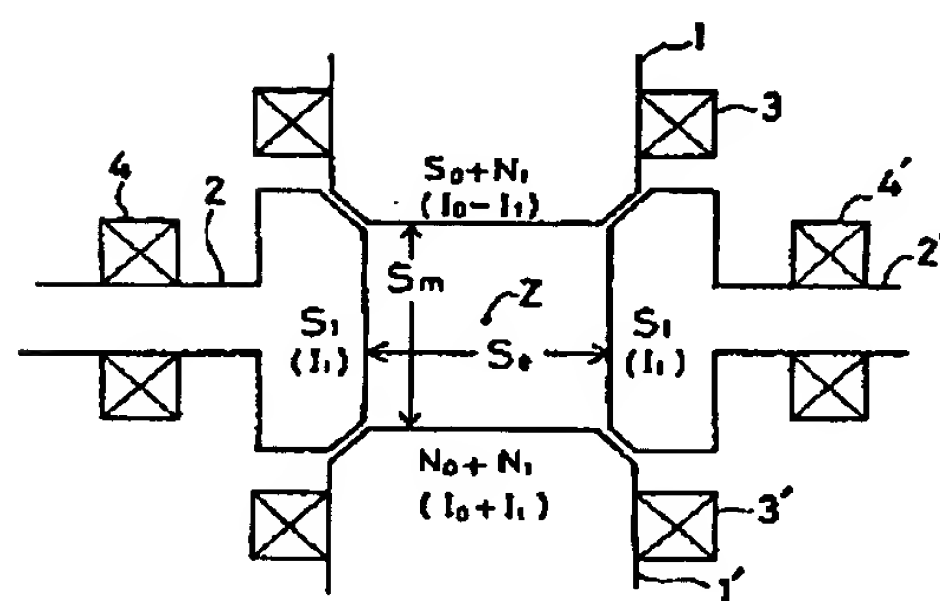 1
3
S₀+N₁
(I₀-I₁)
4
2
4′
2′
Sm
Z
S₁
(I₁)
Se
S₁
(I₁)
N₀+N₁
(I₀+I₁)
3′
1′